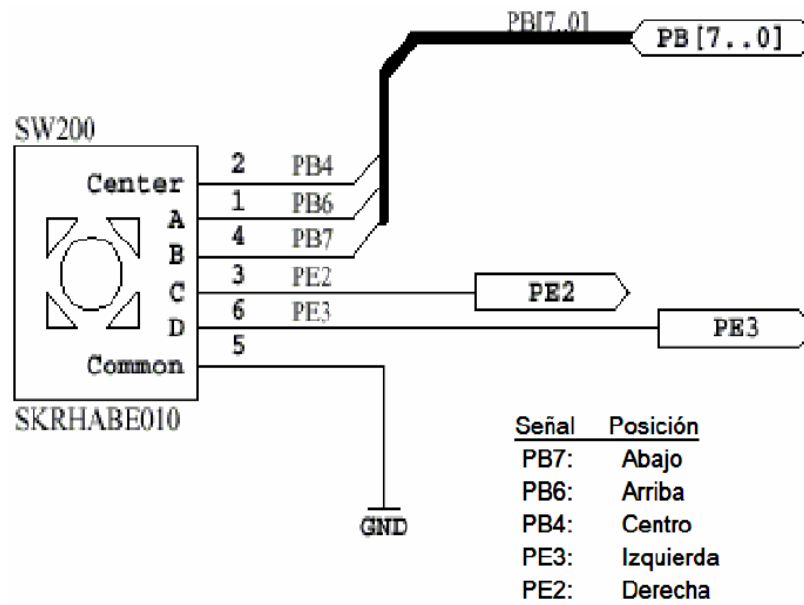 PB[7..0]
PB[7..0]
SW200
Center 2 PB4
A 1 PB6
B 4 PB7
C 3 PE2 PE2
D 6 PE3 PE3
Common 5
SKRHABE010
GND
Señal Posición
PB7: Abajo
PB6: Arriba
PB4: Centro
PE3: Izquierda
PE2: Derecha